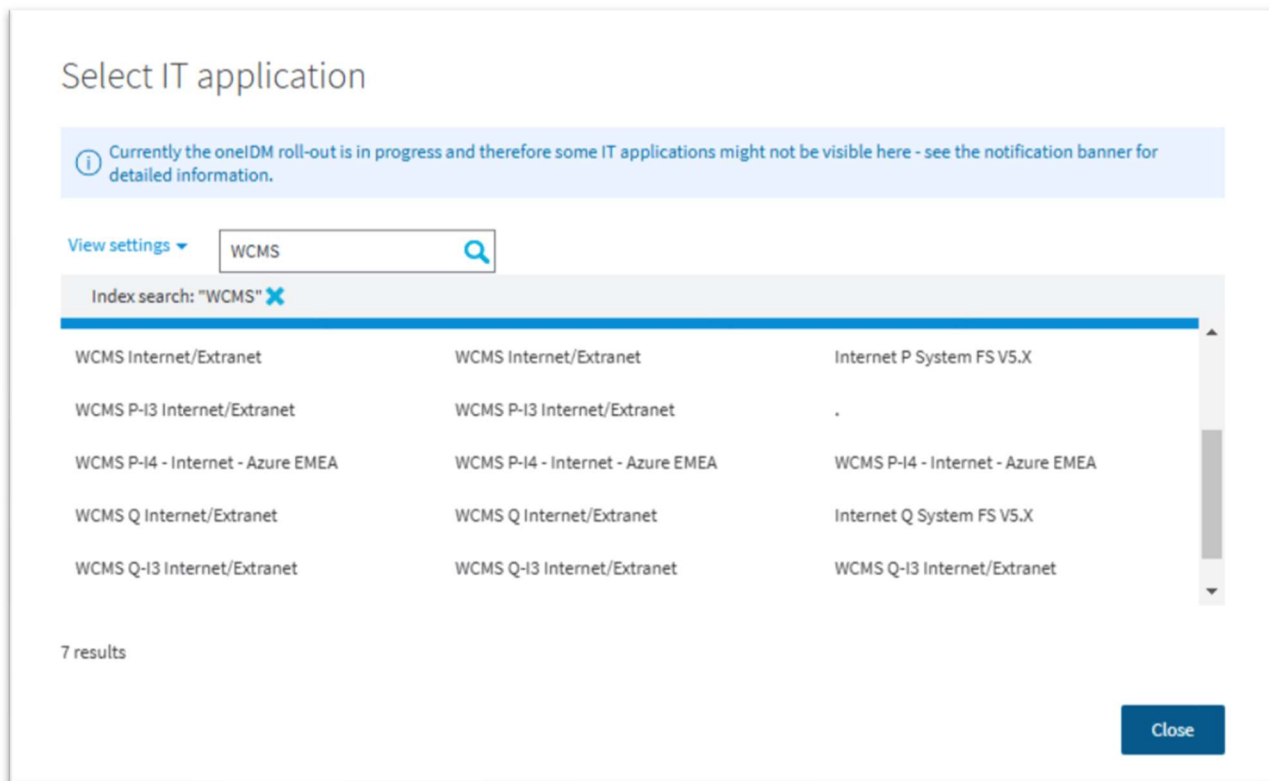 Select IT application
Currently the oneIDM roll-out is in progress and therefore some IT applications might not be visible here - see the notification banner for
detailed information.
View settings WCMS
Index search: "WCMS"
WCMS Internet/Extranet WCMS Internet/Extranet Internet P System FS V5.X
WCMS P-I3 Internet/Extranet WCMS P-I3 Internet/Extranet .
WCMS P-I4 - Internet - Azure EMEA WCMS P-I4 - Internet - Azure EMEA WCMS P-I4 - Internet - Azure EMEA
WCMS Q Internet/Extranet WCMS Q Internet/Extranet Internet Q System FS V5.X
WCMS Q-I3 Internet/Extranet WCMS Q-I3 Internet/Extranet WCMS Q-I3 Internet/Extranet
7 results
Close